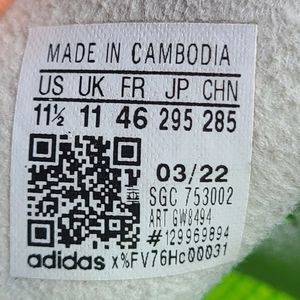 MADE IN CAMBODIA
US UK FR JP CHN
11½ 11 46 295 285
03/22
SGC 753002
ART GW8494
#129969894
adidas x%FV76Hc00031